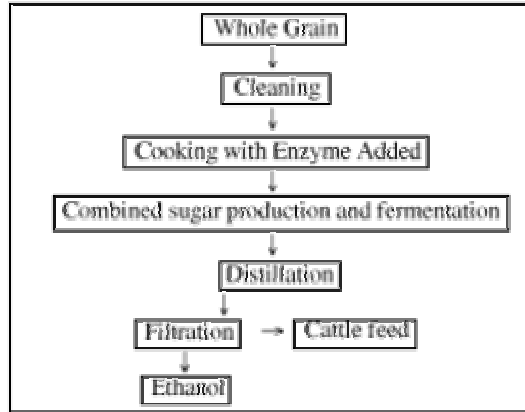 Whole Grain
Cleaning
Cooking with Enzyme Added
Combined sugar production and fermentation
Distillation
Filtration
Cattle feed
Ethanol